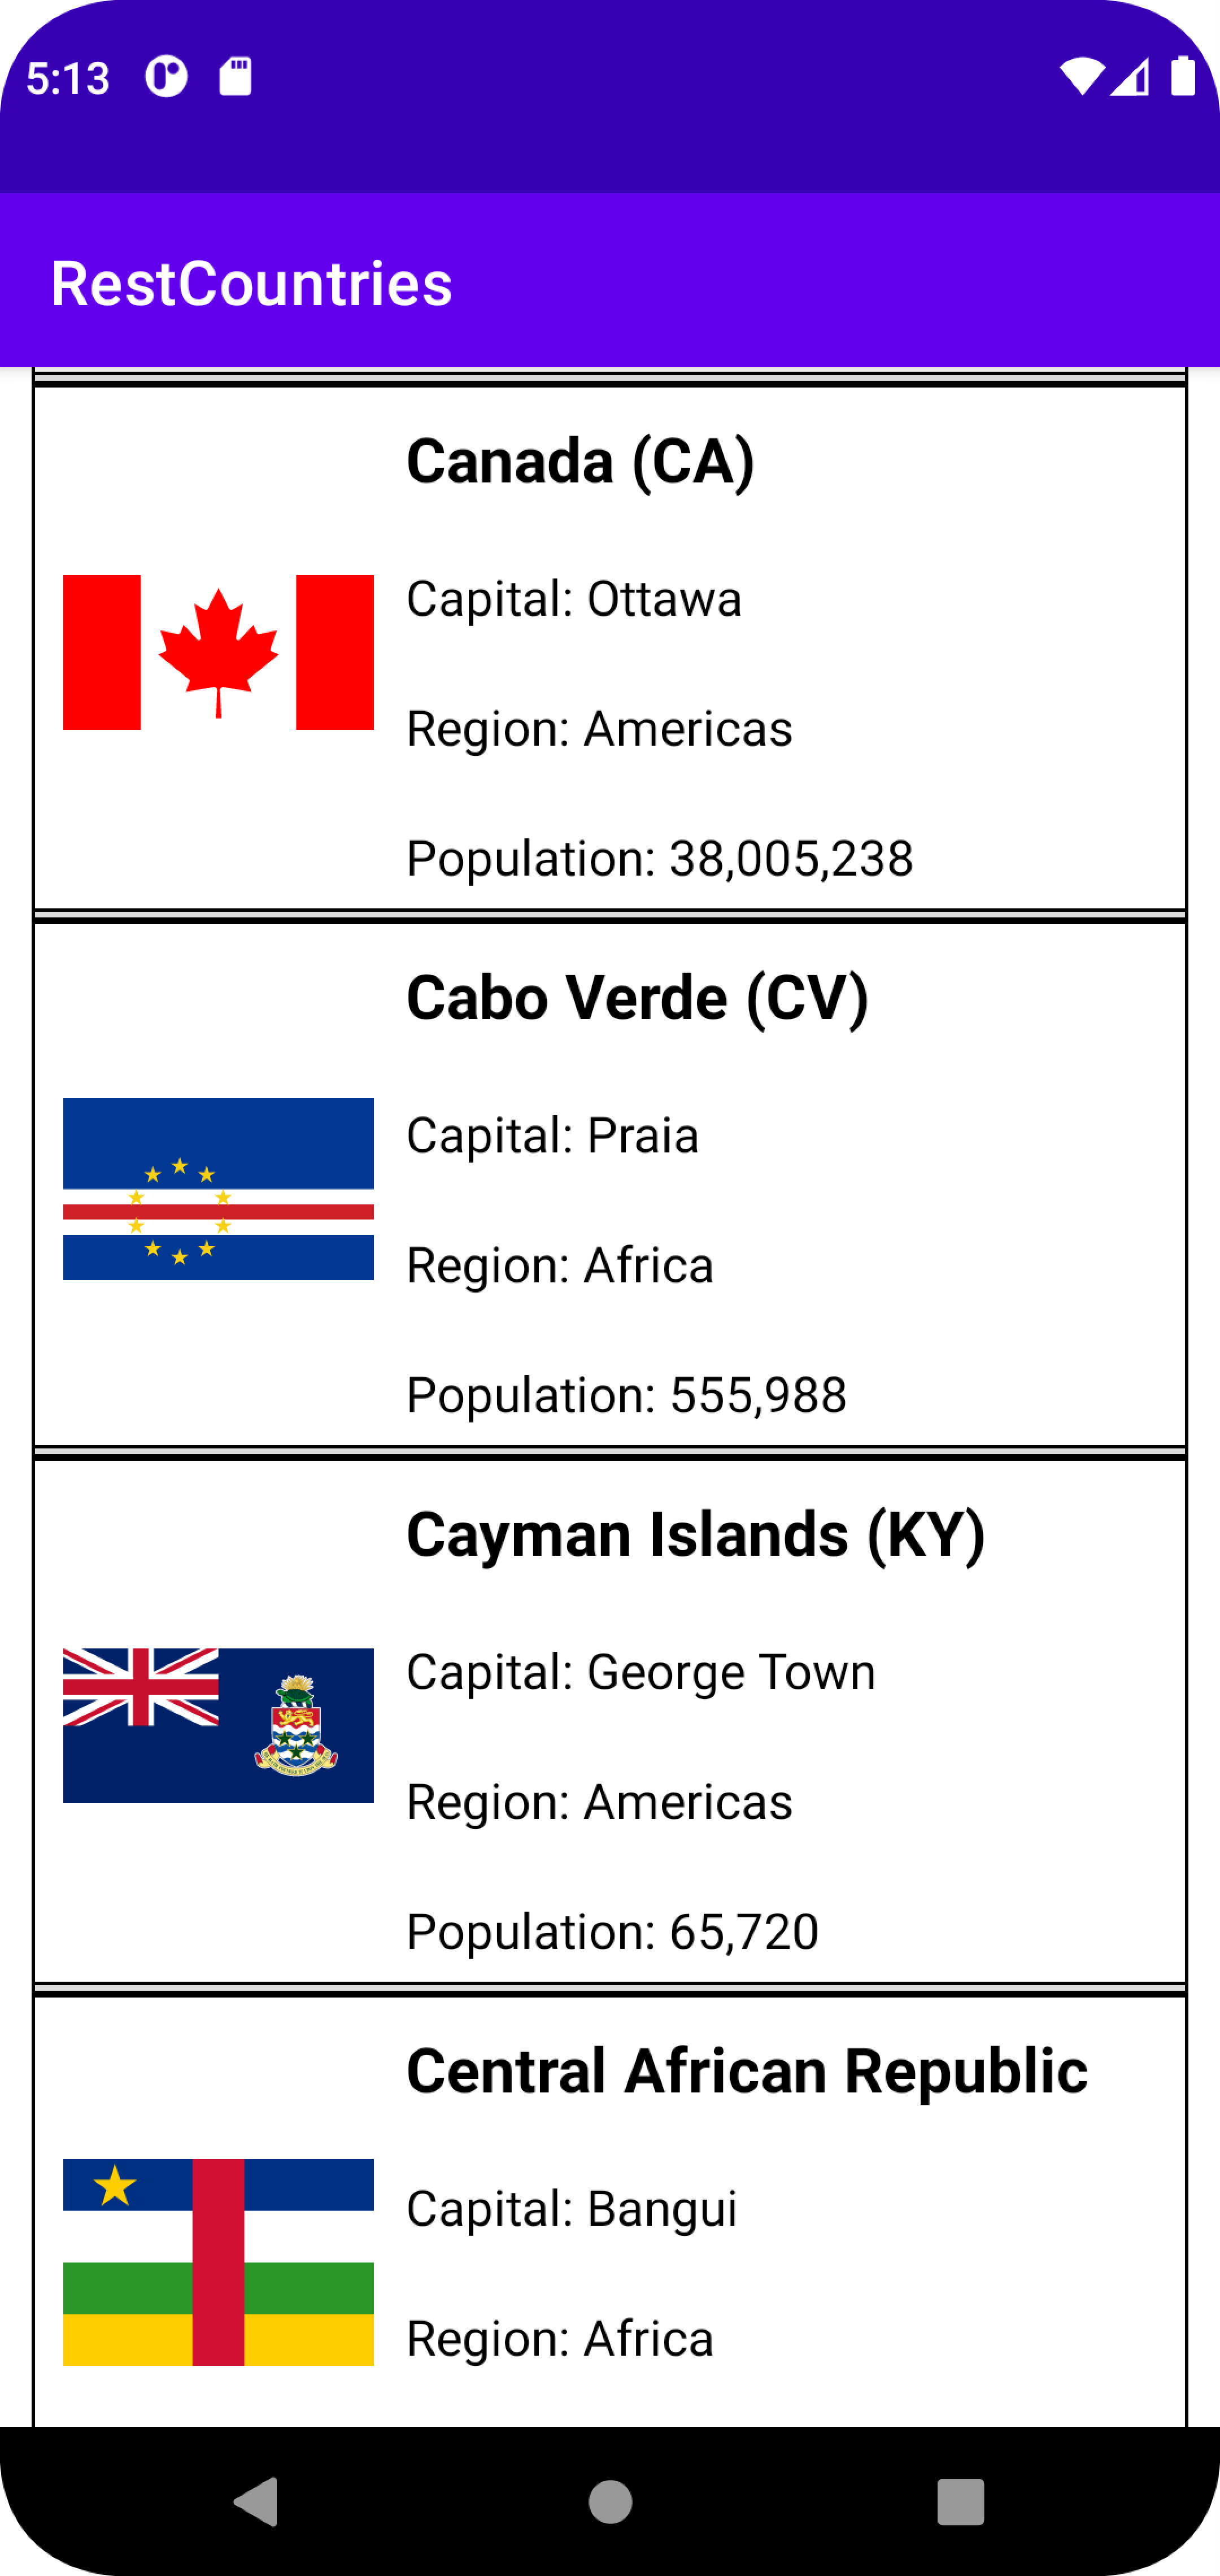 5:13
RestCountries
Canada (CA)
Capital: Ottawa
Region: Americas
Population: 38,005,238
Cabo Verde (CV)
Capital: Praia
Region: Africa
Population: 555,988
Cayman Islands (KY)
Capital: George Town
Region: Americas
Population: 65,720
Central African Republic
Capital: Bangui
Region: Africa